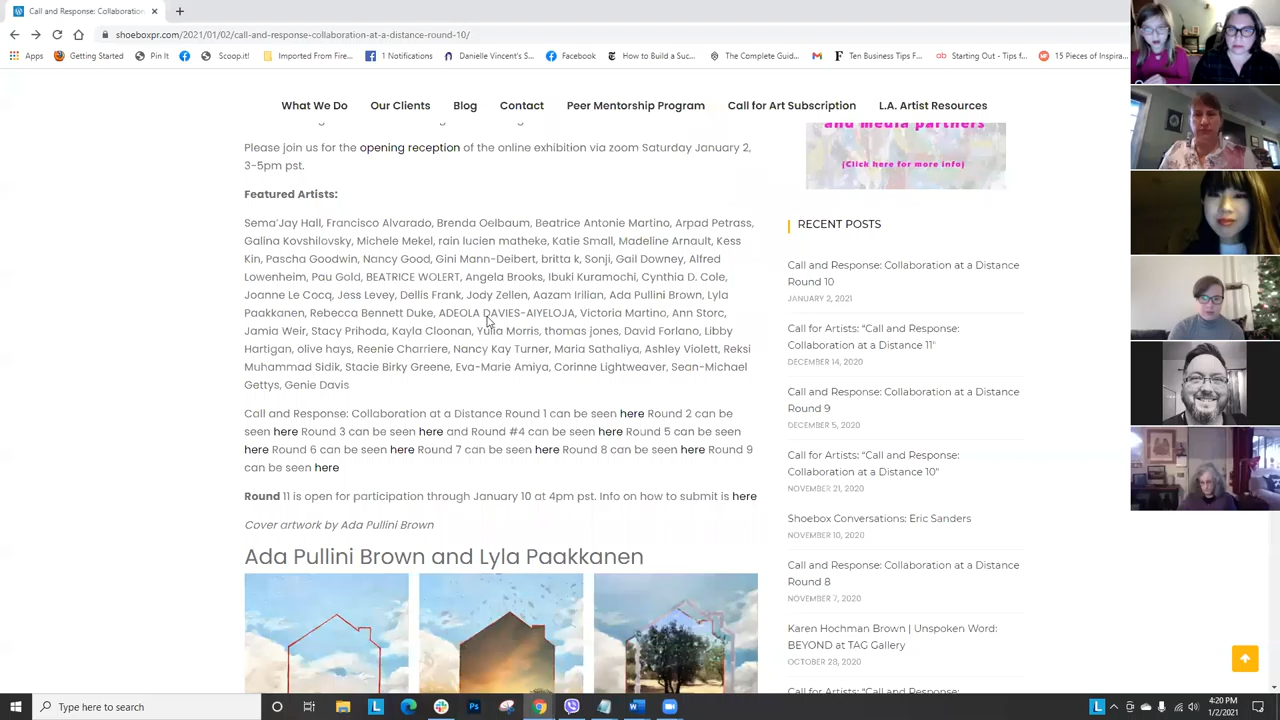 Call and Response: Collaboration
shoeboxpr.com/2021/01/02/call-and-response-collaboration-at-a-distance-round-10/
Apps Getting Started Pin It Scoop.it! Imported From Fire... 1 Notifications Danielle Vincent's S... Facebook How to Build a Suc... The Complete Guid... Ten Business Tips F... Starting Out - Tips f 15 Pieces of Inspira...
What We Do Our Clients Blog Contact Peer Mentorship Program Call for Art Subscription L.A. Artist Resources
Please join us for the opening reception of the online exhibition via zoom Saturday January 2,
3-5pm pst.
Featured Artists:
Sema'Jay Hall, Francisco Alvarado, Brenda Oelbaum, Beatrice Antonie Martino, Arpad Petrass,
Galina Kovshilovsky, Michele Mekel, rain lucien matheke, Katie Small, Madeline Arnault, Kess
Kin, Pascha Goodwin, Nancy Good, Gini Mann-Deibert, britta k, Sonji, Gail Downey, Alfred
Lowenheim, Pau Gold, BEATRICE WOLERT, Angela Brooks, Ibuki Kuramochi, Cynthia D. Cole,
Joanne Le Cocq, Jess Levey, Dellis Frank, Jody Zellen, Aazam Irilian, Ada Pullini Brown, Lyla
Paakkanen, Rebecca Bennett Duke, ADEOLA DAVIES-AIYELOJA, Victoria Martino, Ann Storc,
Jamia Weir, Stacy Prihoda, Kayla Cloonan, Yulia Morris, thomas jones, David Forlano, Libby
Hartigan, olive hays, Reenie Charriere, Nancy Kay Turner, Maria Sathaliya, Ashley Violett, Reksi
Muhammad Sidik, Stacie Birky Greene, Eva-Marie Amiya, Corinne Lightweaver, Sean-Michael
Gettys, Genie Davis
Call and Response: Collaboration at a Distance Round 1 can be seen here Round 2 can be
seen here Round 3 can be seen here and Round #4 can be seen here Round 5 can be seen
here Round 6 can be seen here Round 7 can be seen here Round 8 can be seen here Round 9
can be seen here
Round 11 is open for participation through January 10 at 4pm pst. Info on how to submit is here
Cover artwork by Ada Pullini Brown
Ada Pullini Brown and Lyla Paakkanen
and media partners
(Click here for more info)
RECENT POSTS
Call and Response: Collaboration at a Distance
Round 10
JANUARY 2, 2021
Call for Artists: "Call and Response:
Collaboration at a Distance 11"
DECEMBER 14, 2020
Call and Response: Collaboration at a Distance
Round 9
DECEMBER 5, 2020
Call for Artists: "Call and Response:
Collaboration at a Distance 10"
NOVEMBER 21, 2020
Shoebox Conversations: Eric Sanders
NOVEMBER 10, 2020
Call and Response: Collaboration at a Distance
Round 8
NOVEMBER 7, 2020
Karen Hochman Brown | Unspoken Word:
BEYOND at TAG Gallery
OCTOBER 28, 2020
Call for Artists: "Call and Response:
Type here to search
4:20 PM
1/2/2021